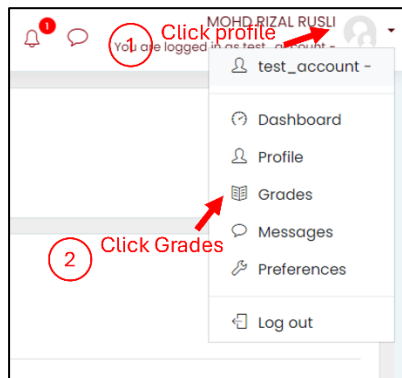 MOHD RIZAL RUSLI
1 Click profile
You are logged in as test_account -
1
test_account -
Dashboard
Profile
Grades
Messages
2 Click Grades
Preferences
Log out